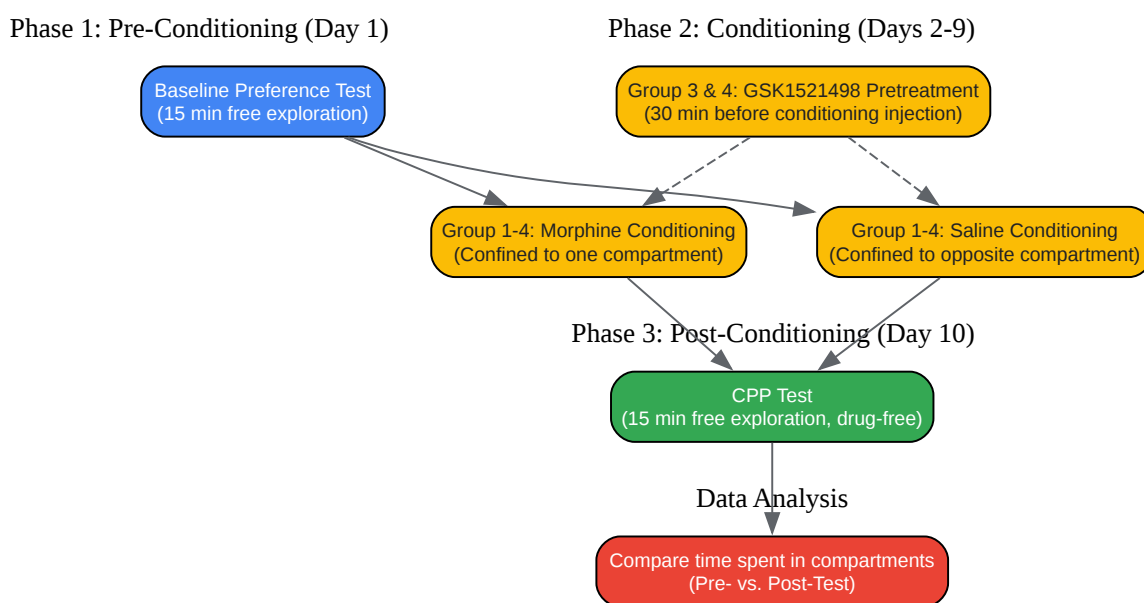 Phase 1: Pre-Conditioning (Day 1)
Phase 2: Conditioning (Days 2-9)
Baseline Preference Test
(15 min free exploration)
Group 3 & 4: GSK1521498 Pretreatment
(30 min before conditioning injection)
Group 1-4: Morphine Conditioning
(Confined to one compartment)
Group 1-4: Saline Conditioning
(Confined to opposite compartment)
Phase 3: Post-Conditioning (Day 10)
CPP Test
(15 min free exploration, drug-free)
Data Analysis
Compare time spent in compartments
(Pre- vs. Post-Test)